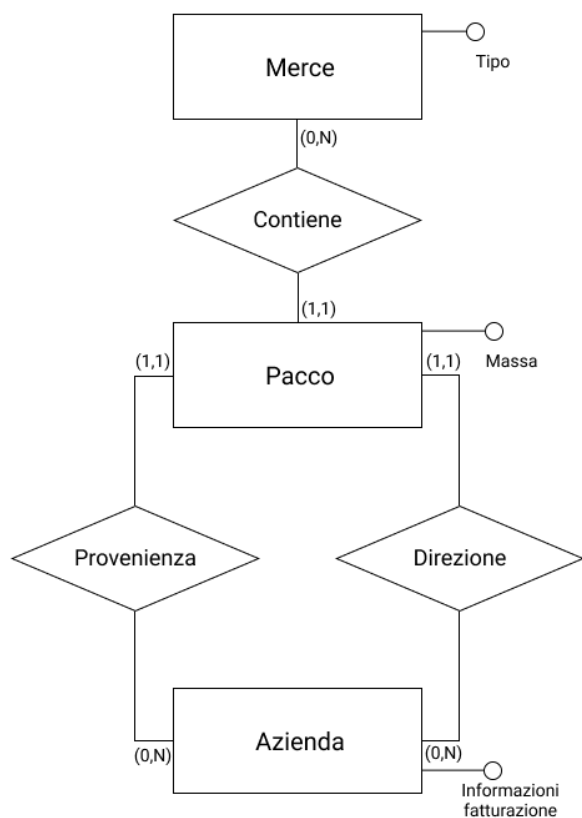 Merce
Tipo
(0,N)
Contiene
(1,1)
(1,1)
Pacco
(1,1)
Massa
Provenienza
Direzione
Azienda
(0,N)
(0,N)
Informazioni
fatturazione